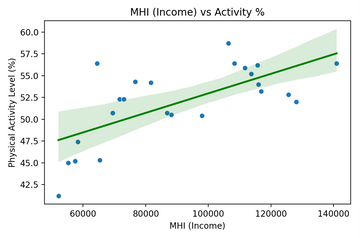 MHI (Income) vs Activity %
Physical Activity Level (%)
60.0
57.5
55.0
52.5
50.0
47.5
45.0
42.5
60000 80000 100000 120000 140000
MHI (Income)